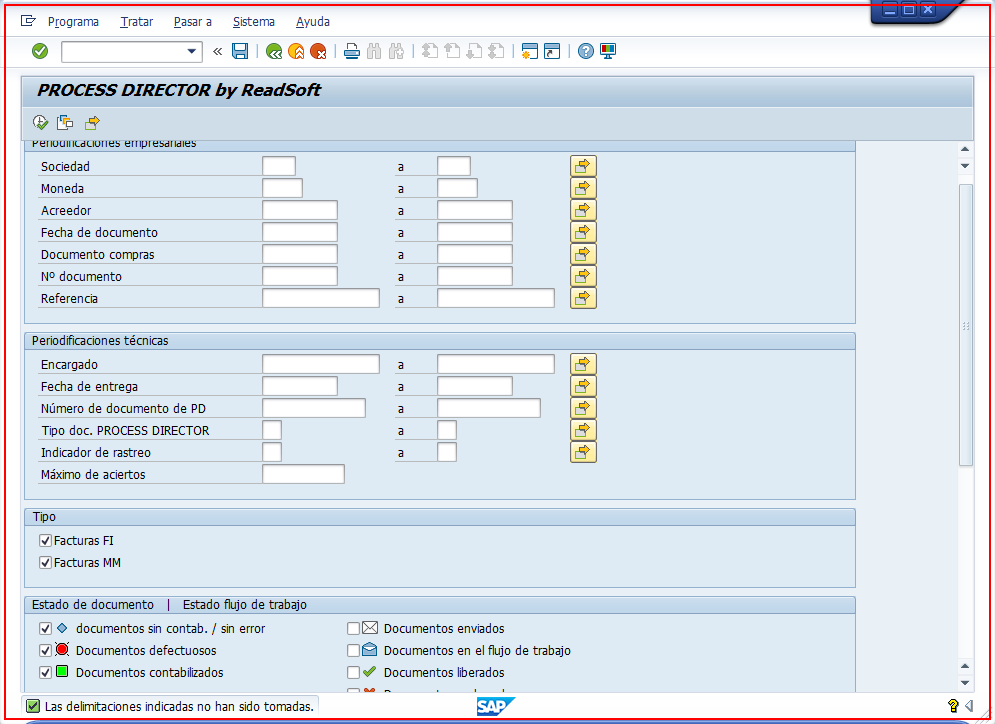 Programa Tratar Pasar a Sistema Ayuda
PROCESS DIRECTOR by ReadSoft
Periodificaciones empresariales
Sociedad a
Moneda a
Acreedor a
Fecha de documento a
Documento compras a
Nº documento a
Referencia a
Periodificaciones técnicas
Encargado a
Fecha de entrega a
Número de documento de PD a
Tipo doc. PROCESS DIRECTOR a
Indicador de rastreo a
Máximo de aciertos
Tipo
Facturas FI
Facturas MM
Estado de documento | Estado flujo de trabajo
documentos sin contab. / sin error Documentos enviados
Documentos defectuosos Documentos en el flujo de trabajo
Documentos contabilizados Documentos liberados
Las delimitaciones indicadas no han sido tomadas. SAP